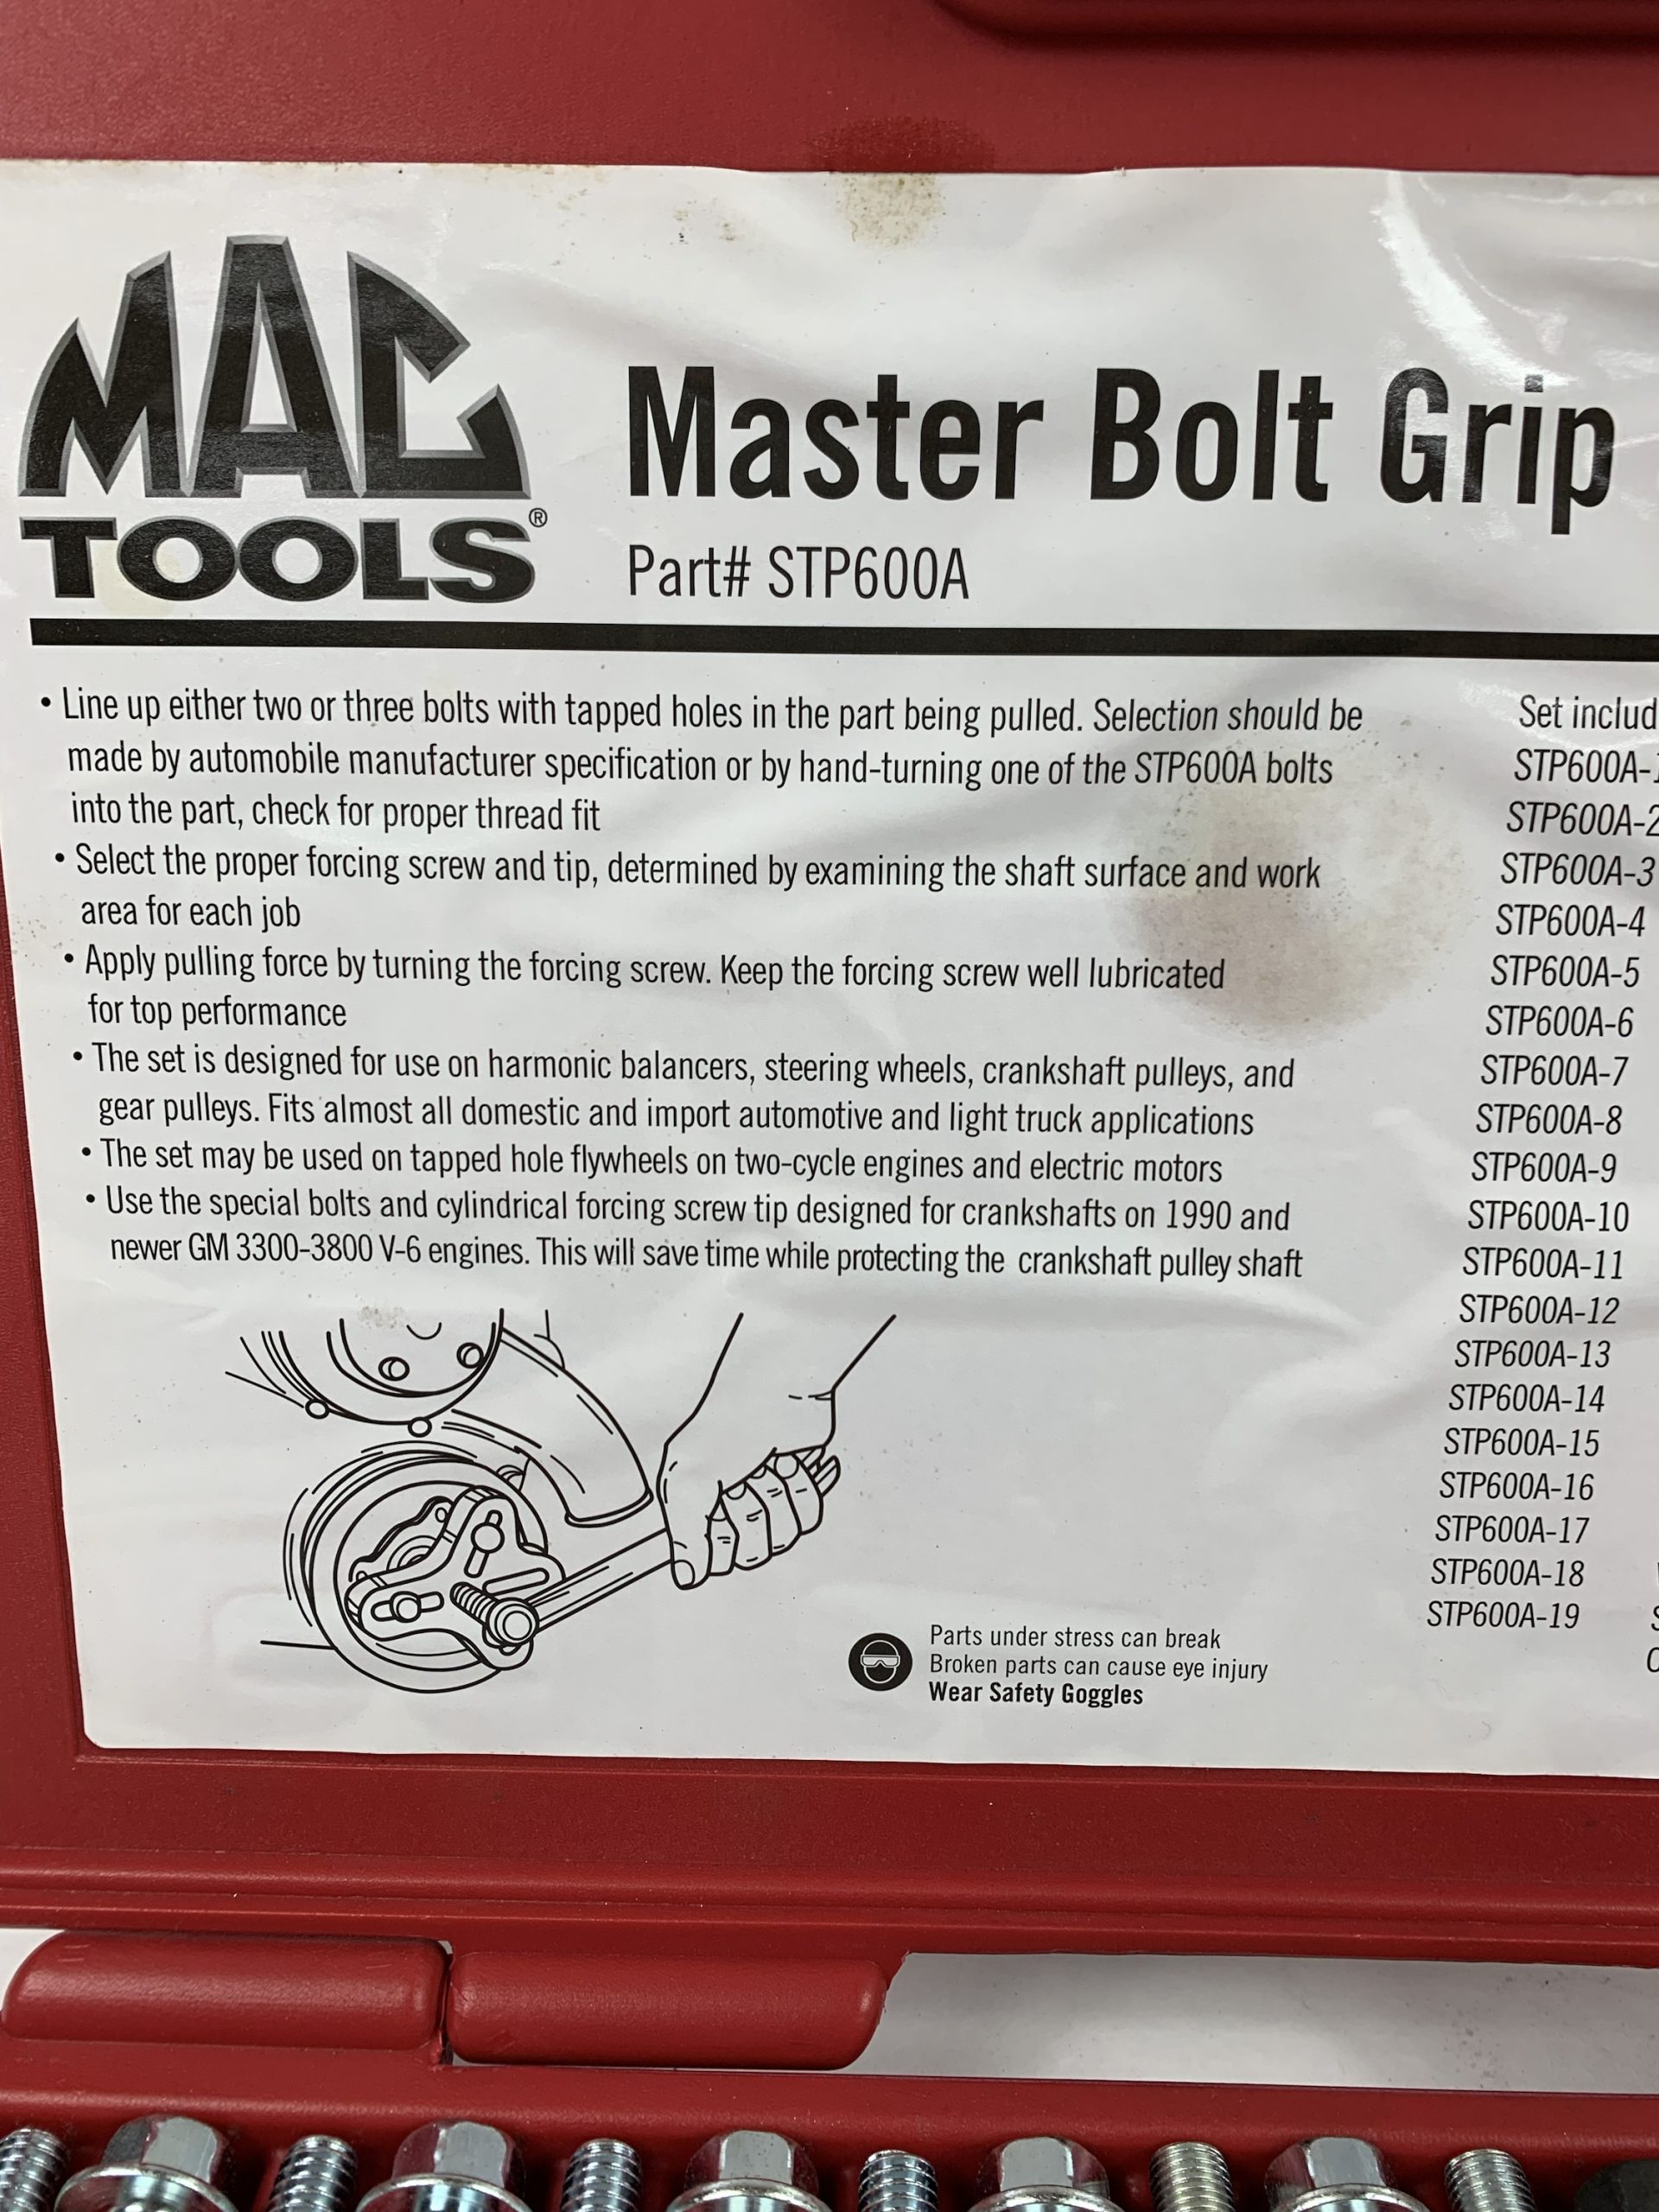 MAC
TOOLS®
Master Bolt Grip
Part# STP600A
• Line up either two or three bolts with tapped holes in the part being pulled. Selection should be
made by automobile manufacturer specification or by hand-turning one of the STP600A bolts
into the part, check for proper thread fit
• Select the proper forcing screw and tip, determined by examining the shaft surface and work
area for each job
• Apply pulling force by turning the forcing screw. Keep the forcing screw well lubricated
for top performance
• The set is designed for use on harmonic balancers, steering wheels, crankshaft pulleys, and
gear pulleys. Fits almost all domestic and import automotive and light truck applications
• The set may be used on tapped hole flywheels on two-cycle engines and electric motors
• Use the special bolts and cylindrical forcing screw tip designed for crankshafts on 1990 and
newer GM 3300-3800 V-6 engines. This will save time while protecting the crankshaft pulley shaft
Parts under stress can break
Broken parts can cause eye injury
Wear Safety Goggles
Set includ
STP600A-1
STP600A-2
STP600A-3
STP600A-4
STP600A-5
STP600A-6
STP600A-7
STP600A-8
STP600A-9
STP600A-10
STP600A-11
STP600A-12
STP600A-13
STP600A-14
STP600A-15
STP600A-16
STP600A-17
STP600A-18
STP600A-19